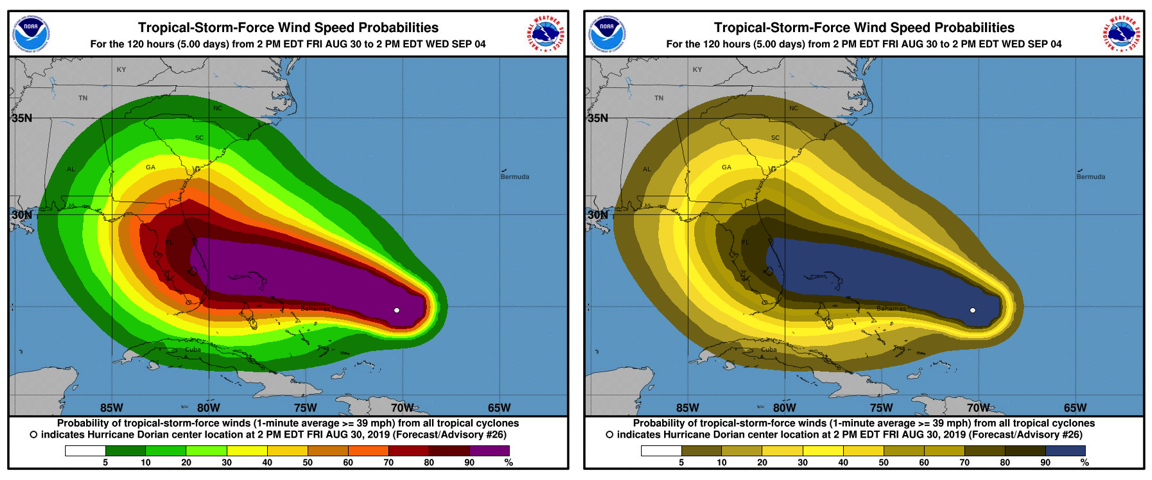 Tropical-Storm-Force Wind Speed Probabilities
For the 120 hours (5.00 days) from 2 PM EDT FRI AUG 30 to 2 PM EDT WED SEP 04
NOAA
KY
TN
NC
35N
SC
AL
GA
MS
Bermuda
30N
FL
Bahamas
Cuba
85W 80W 75W 70W 65W
Probability of tropical-storm-force winds (1-minute average >= 39 mph) from all tropical cyclones
indicates Hurricane Dorian center location at 2 PM EDT FRI AUG 30, 2019 (Forecast/Advisory #26)
5 10 20 30 40 50 60 70 80 90 %
Tropical-Storm-Force Wind Speed Probabilities
For the 120 hours (5.00 days) from 2 PM EDT FRI AUG 30 to 2 PM EDT WED SEP 04
NOAA
NATIONAL WEATHER SERVICE
KY
TN
NC
35N
SC
AL
GA
MS
Bermuda
30N
FL
Bahamas
Cuba
85W 80W 75W 70W 65W
Probability of tropical-storm-force winds (1-minute average >= 39 mph) from all tropical cyclones
indicates Hurricane Dorian center location at 2 PM EDT FRI AUG 30, 2019 (Forecast/Advisory #26)
5 10 20 30 40 50 60 70 80 90 %